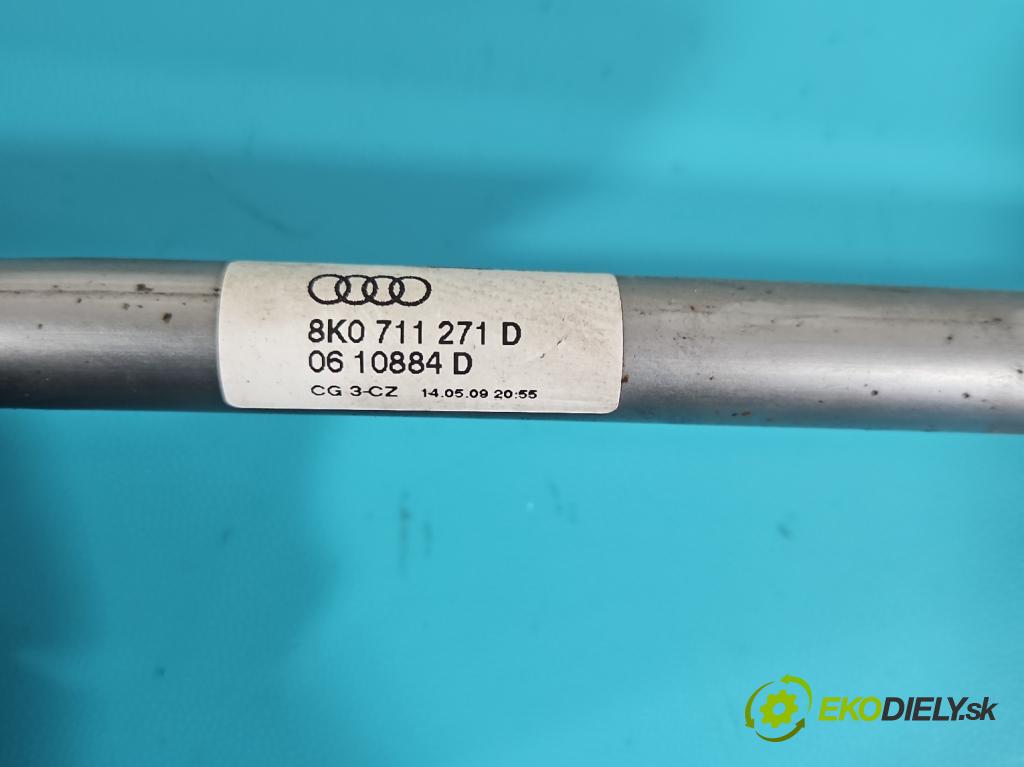 8K0 711 271 D
06 10884 D
CG 3-CZ 14.05.09 20:55
EKODIELY.sk